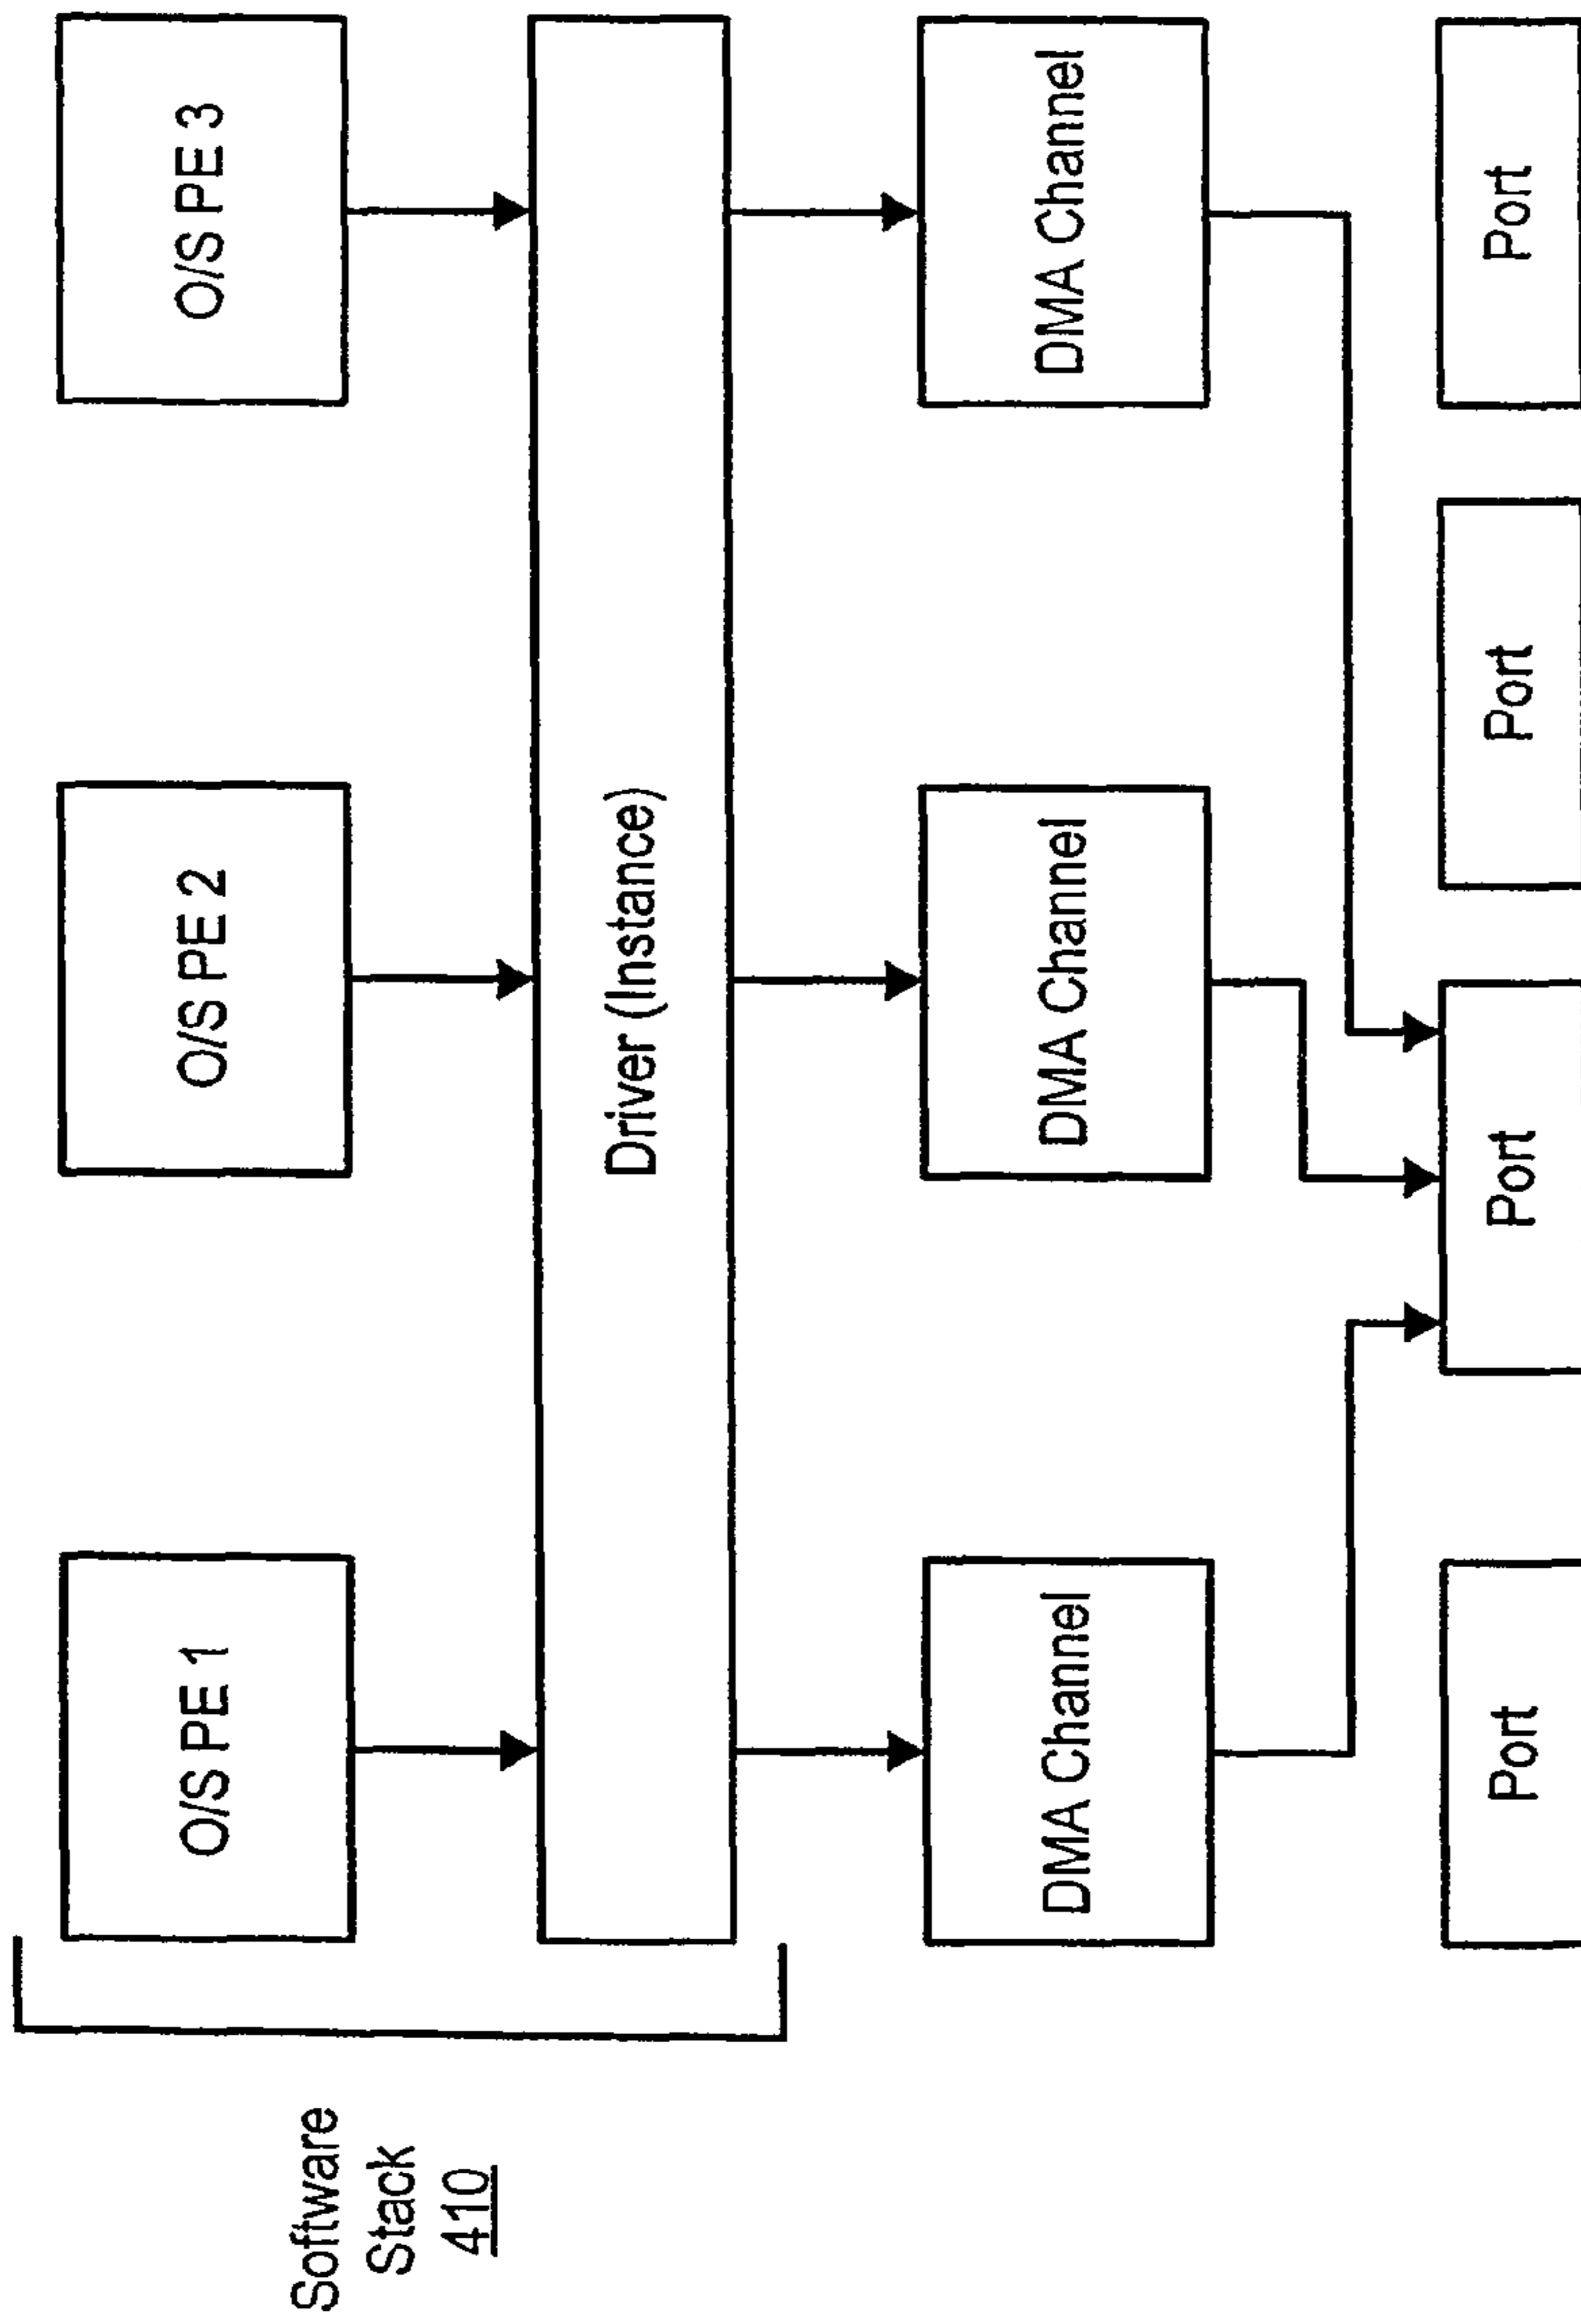 O/S PE 1
O/S PE 2
O/S PE 3
Software
Stack
410
Driver (Instance)
DMA Channel
DMA Channel
DMA Channel
Port
Port
Port
Port